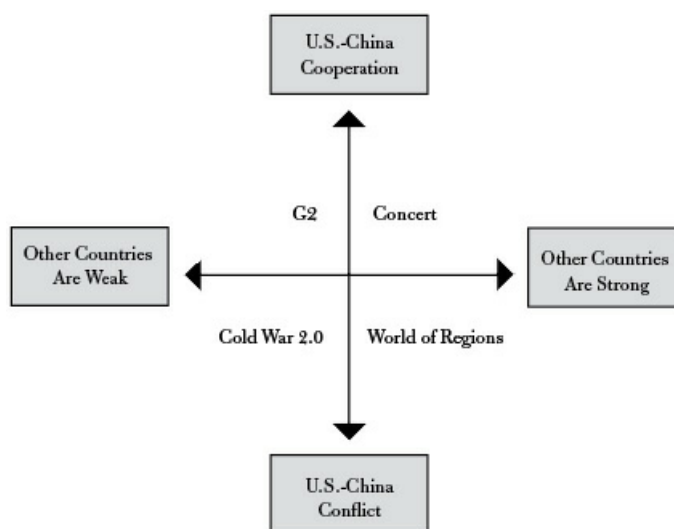 U.S.-China
Cooperation
G2
Concert
Other Countries
Are Weak
Other Countries
Are Strong
Cold War 2.0
World of Regions
U.S.-China
Conflict